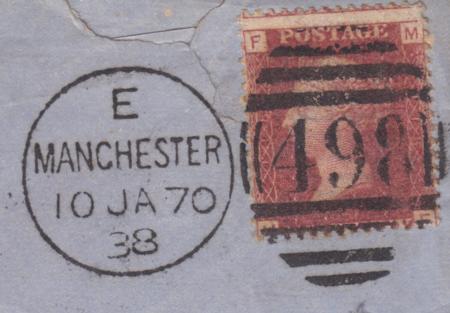 E
MANCHESTER
10 JA 70
38
F POSTAGE M
498
F